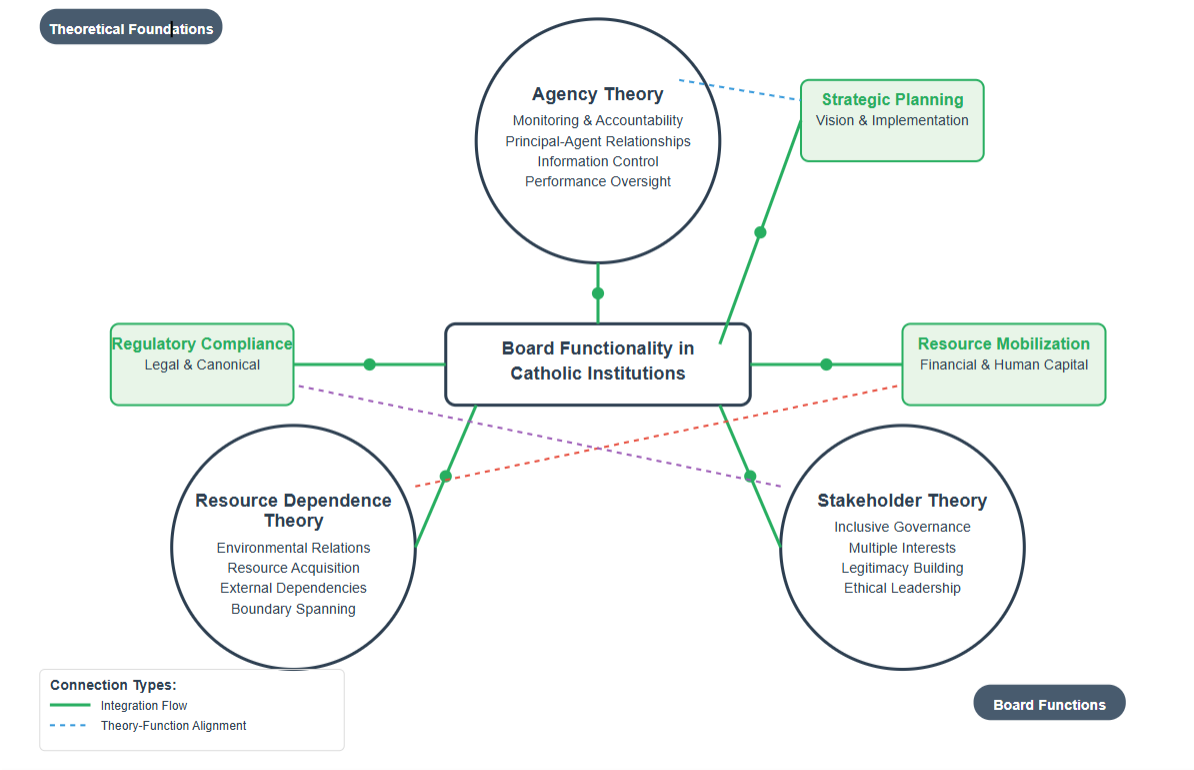 Theoretical Foundations
Agency Theory
Monitoring & Accountability
Principal-Agent Relationships
Information Control
Performance Oversight
Strategic Planning
Vision & Implementation
Regulatory Compliance
Legal & Canonical
Board Functionality in
Catholic Institutions
Resource Mobilization
Financial & Human Capital
Resource Dependence
Theory
Environmental Relations
Resource Acquisition
External Dependencies
Boundary Spanning
Stakeholder Theory
Inclusive Governance
Multiple Interests
Legitimacy Building
Ethical Leadership
Connection Types:
Integration Flow
Theory-Function Alignment
Board Functions